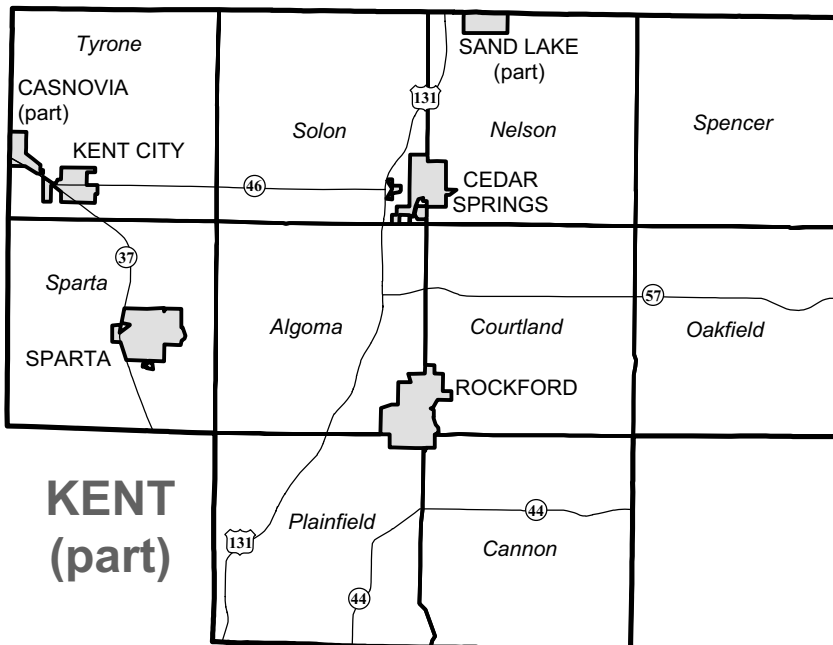 Tyrone
SAND LAKE
(part)
CASNOVIA
(part)
131
Solon
Nelson
Spencer
KENT CITY
CEDAR
SPRINGS
46
37
Sparta
57
Algoma
Courtland
Oakfield
SPARTA
ROCKFORD
KENT
(part)
Plainfield
44
131
Cannon
44